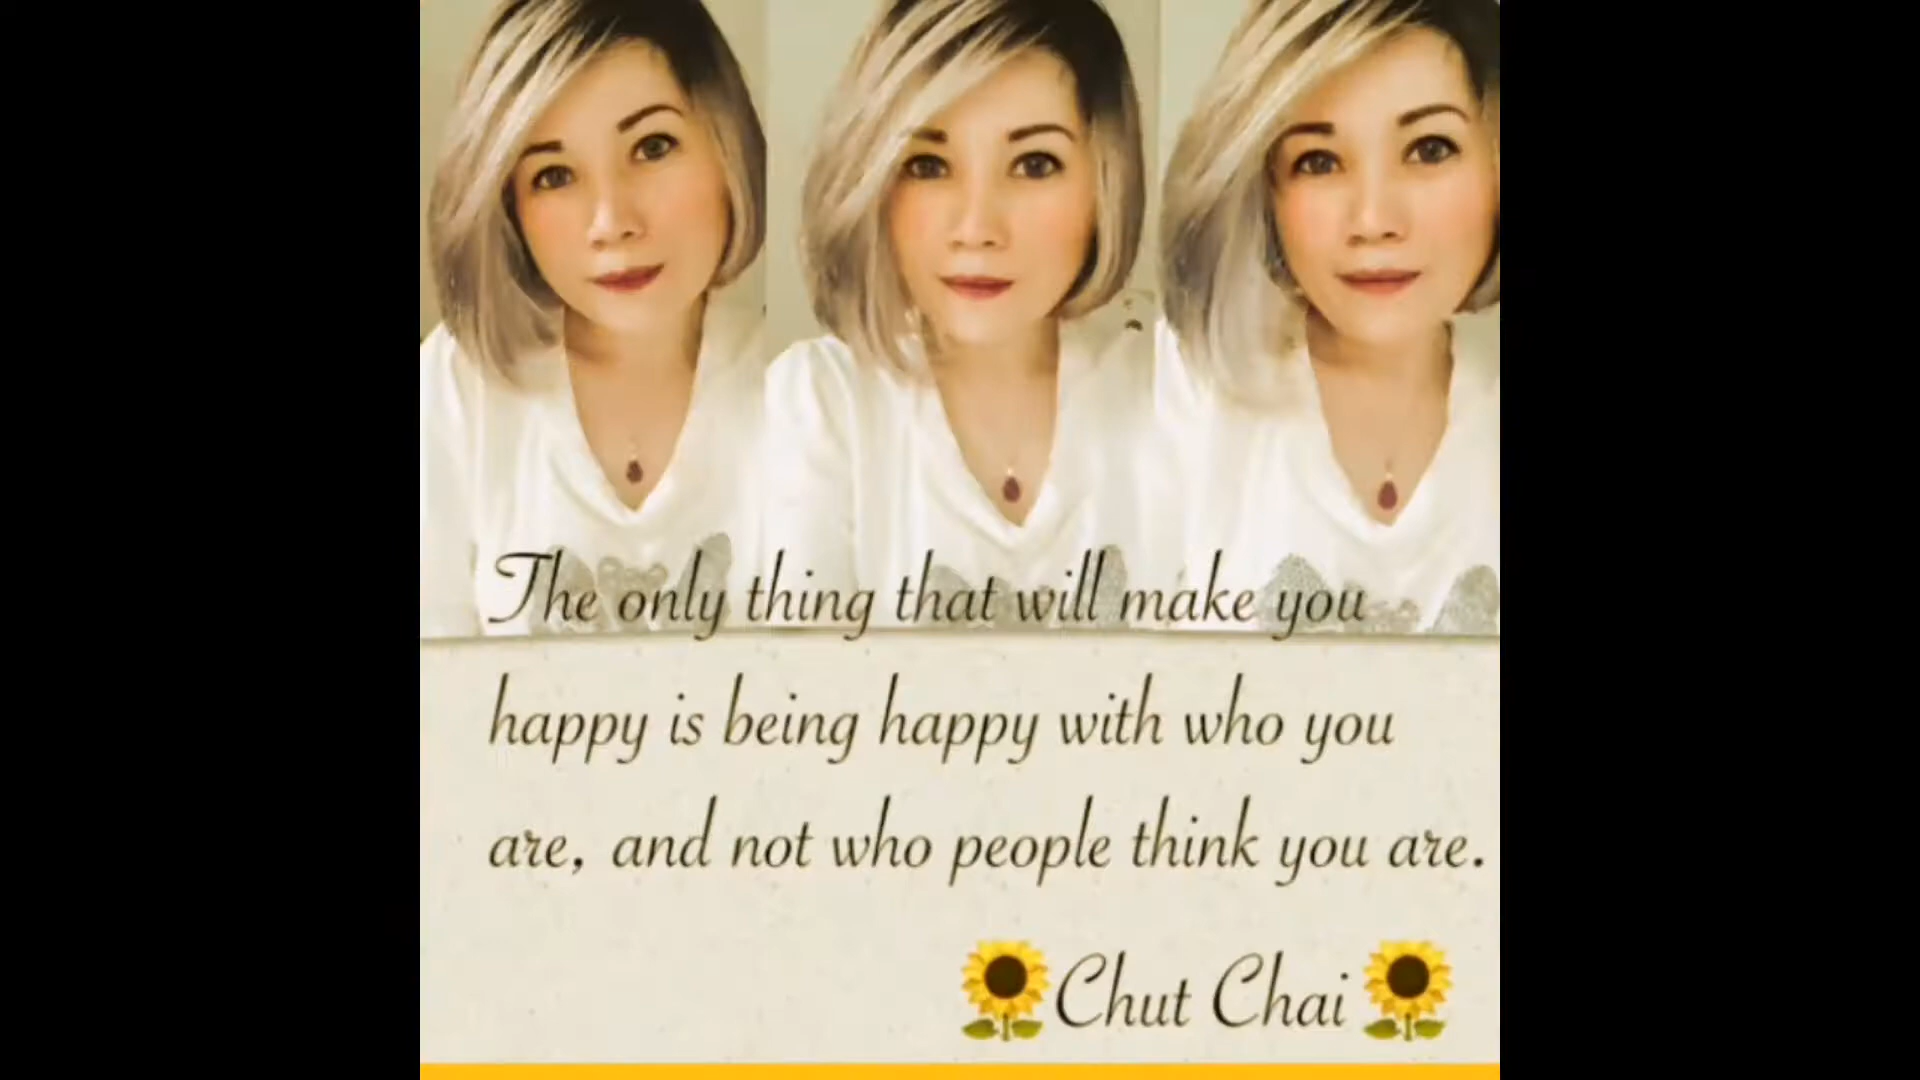 The only thing that will make you
happy is being happy with who you
are, and not who people think you are.
🌻Chut Chai🌻